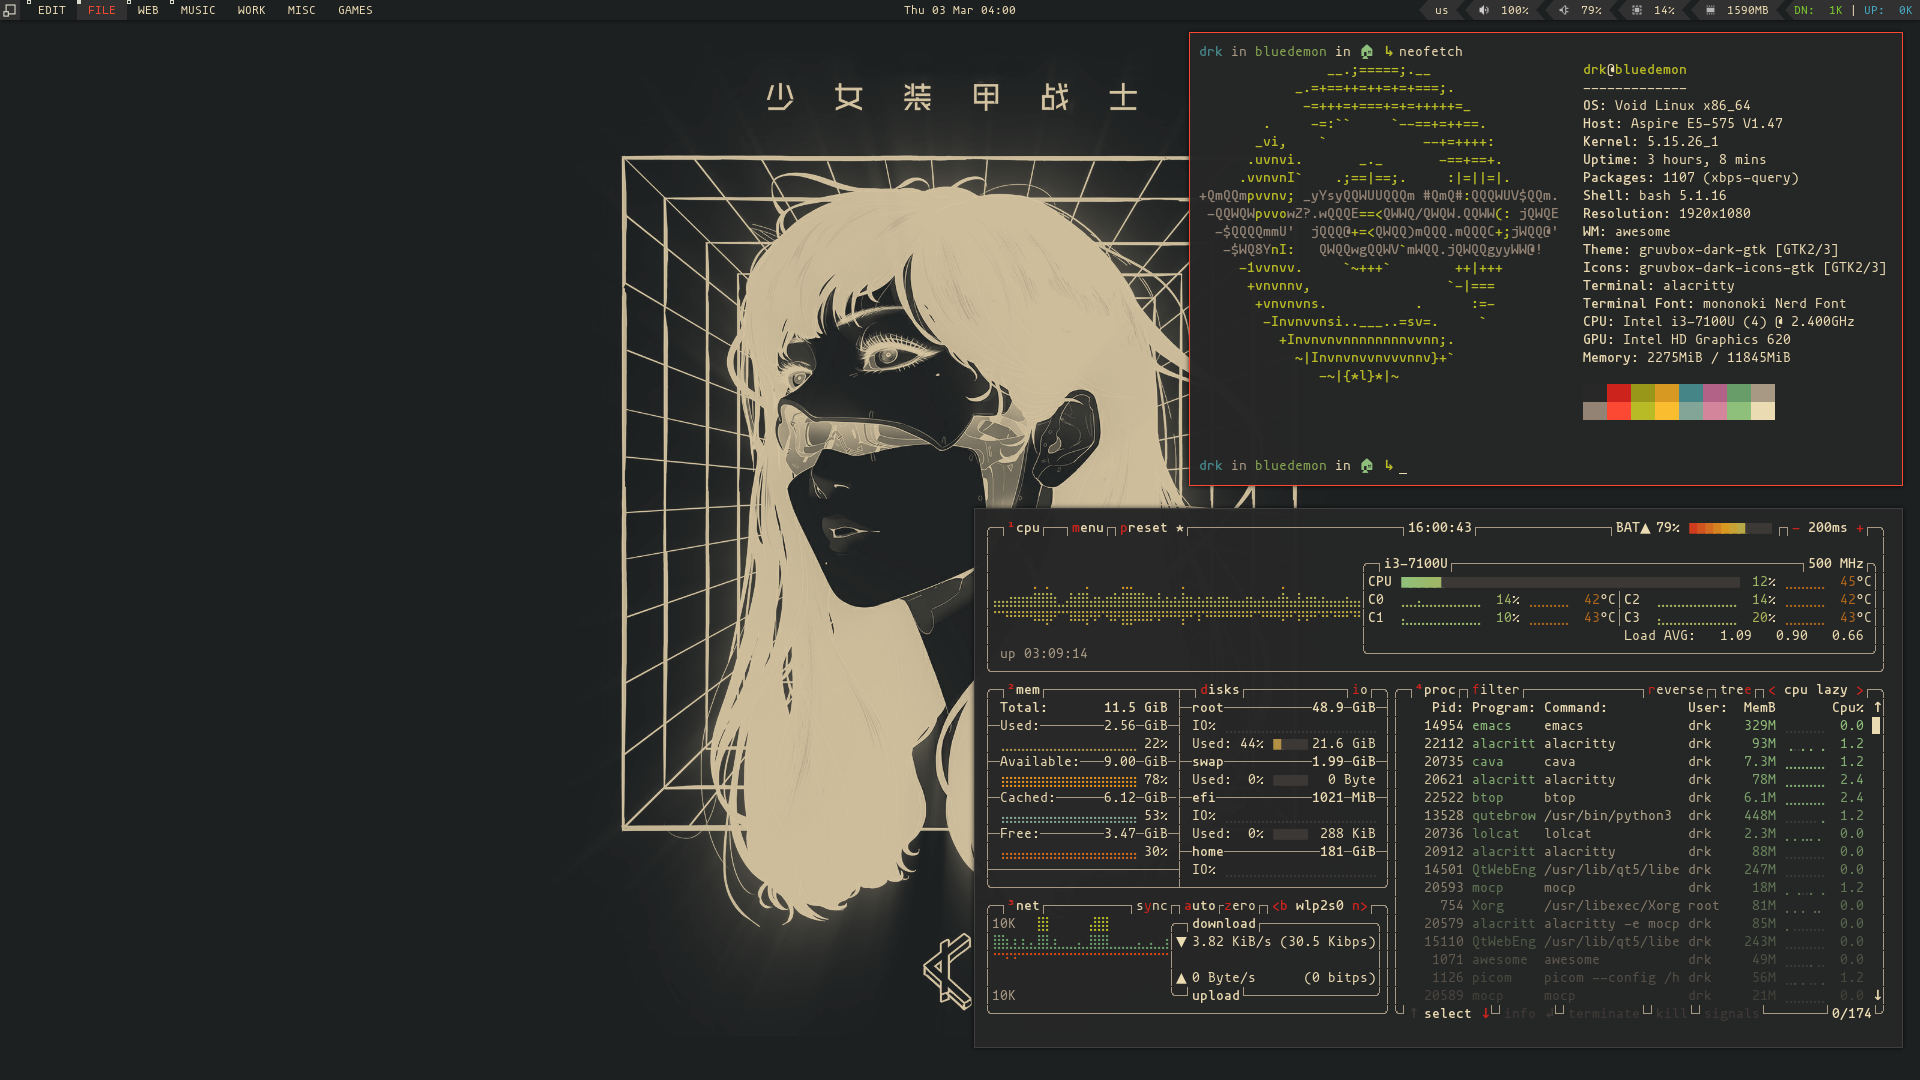 EDIT FILE WEB MUSIC WORK MISC GAMES
Thu 03 Mar 04:00
us 100% 79% 14% 1590MB DN: 1K | UP: 0K
少女装甲战士
drk in bluedemon in ↳ neofetch
drk@bluedemon
-------------
OS: Void Linux x86_64
Host: Aspire E5-575 V1.47
Kernel: 5.15.26_1
Uptime: 3 hours, 8 mins
Packages: 1107 (xbps-query)
Shell: bash 5.1.16
Resolution: 1920x1080
WM: awesome
Theme: gruvbox-dark-gtk [GTK2/3]
Icons: gruvbox-dark-icons-gtk [GTK2/3]
Terminal: alacritty
Terminal Font: mononoki Nerd Font
CPU: Intel i3-7100U (4) @ 2.400GHz
GPU: Intel HD Graphics 620
Memory: 2275MiB / 11845MiB
drk in bluedemon in ↳ _
¹cpu menu preset * 16:00:43 BAT▲ 79% - 200ms +
i3-7100U 500 MHz
CPU 12% 45°C
C0 14% 42°C C2 14% 42°C
C1 10% 43°C C3 20% 43°C
Load AVG: 1.09 0.90 0.66
up 03:09:14
²mem
Total: 11.5 GiB
Used: 2.56 GiB
22%
Available: 9.00 GiB
78%
Cached: 6.12 GiB
53%
Free: 3.47 GiB
30%
disks io
root 48.9 GiB
IO%
Used: 44% 21.6 GiB
swap 1.99 GiB
Used: 0% 0 Byte
efi 1021 MiB
IO%
Used: 0% 288 KiB
home 181 GiB
IO%
³net sync auto zero <b wlp2s0 n>
10K
download
▼ 3.82 KiB/s (30.5 Kibps)
▲ 0 Byte/s (0 bitps)
10K
upload
⁴proc filter reverse tree < cpu lazy >
Pid: Program: Command: User: MemB Cpu% ↑
14954 emacs emacs drk 329M 0.0
22112 alacritt alacritty drk 93M 1.2
20735 cava cava drk 7.3M 1.2
20621 alacritt alacritty drk 78M 2.4
22522 btop btop drk 6.1M 2.4
13528 qutebrow /usr/bin/python3 drk 448M 1.2
20736 lolcat lolcat drk 2.3M 0.0
20912 alacritt alacritty drk 88M 0.0
14501 QtWebEng /usr/lib/qt5/libe drk 247M 0.0
20593 mocp mocp drk 18M 1.2
754 Xorg /usr/libexec/Xorg root 81M 0.0
20579 alacritt alacritty -e mocp drk 85M 0.0
15110 QtWebEng /usr/lib/qt5/libe drk 243M 0.0
1071 awesome awesome drk 49M 0.0
1126 picom picom --config /h drk 56M 1.2
20589 mocp mocp drk 21M 0.0 ↓
↑ select ↓ info ↲ terminate kill signals 0/174